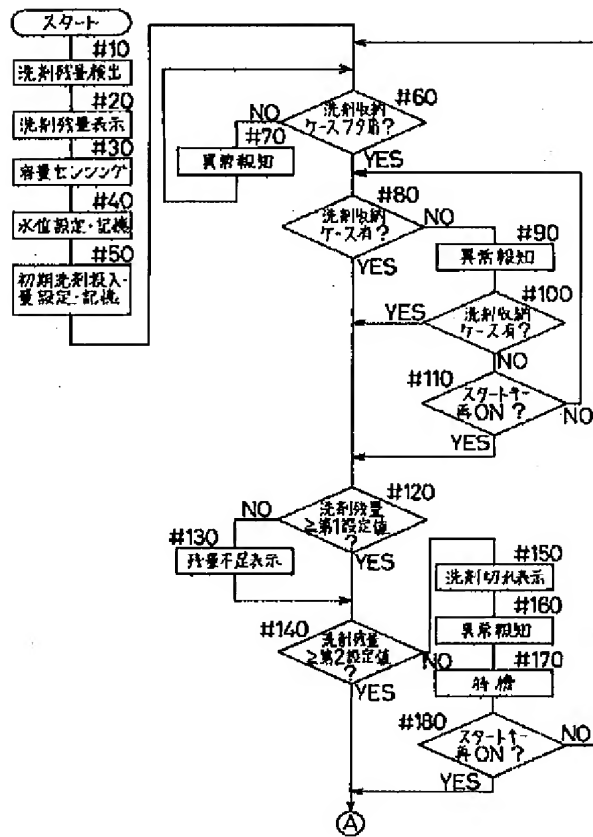 スタート
#10
洗剤残量検出
#20
洗剤残量表示
#30
容量センシング
#40
水位設定・記憶
#50
初期洗剤投入
量設定・記憶
#60
洗剤収納
ケースフタ有?
NO
YES
#70
異常報知
#80
洗剤収納
ケース有?
NO
YES
#90
異常報知
#100
洗剤収納
ケース有?
YES
NO
#110
スタートキー
再ON?
NO
YES
#120
洗剤残量
≧第1設定値
?
NO
YES
#130
残量不足表示
#140
洗剤残量
≧第2設定値
?
NO
YES
#150
洗剤切れ表示
#160
異常報知
#170
待機
#180
スタートキー
再ON?
NO
YES
A